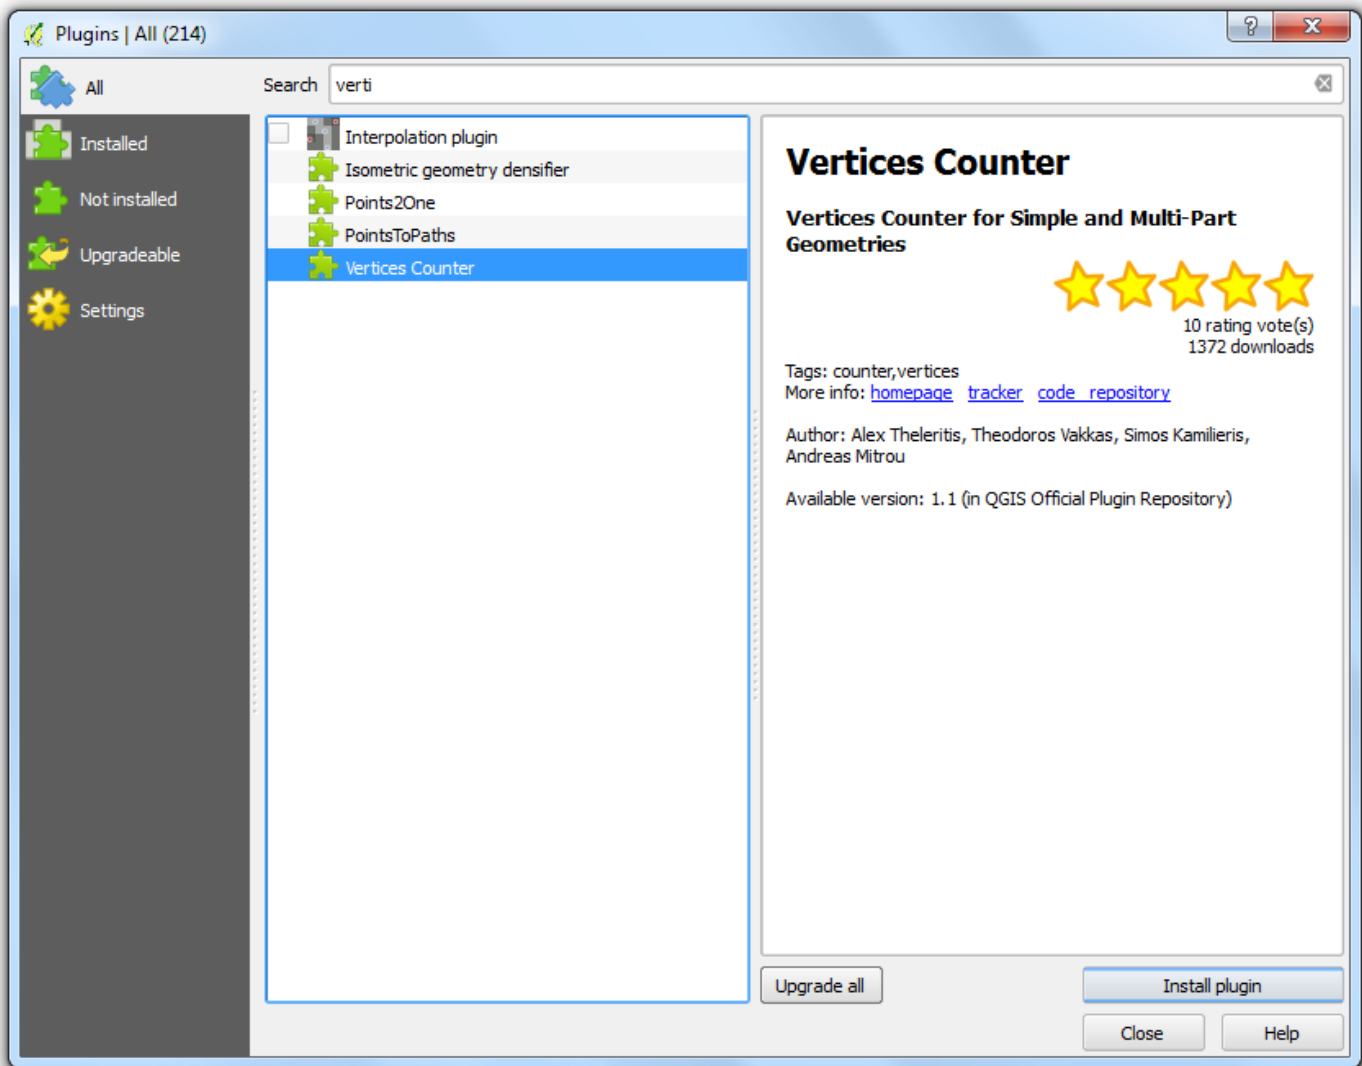 Plugins | All (214)
All
Installed
Not installed
Upgradeable
Settings
Search verti
Interpolation plugin
Isometric geometry densifier
Points2One
PointsToPaths
Vertices Counter
Vertices Counter
Vertices Counter for Simple and Multi-Part
Geometries
10 rating vote(s)
1372 downloads
Tags: counter,vertices
More info: homepage tracker code repository
Author: Alex Theleritis, Theodoros Vakkas, Simos Kamilieris,
Andreas Mitrou
Available version: 1.1 (in QGIS Official Plugin Repository)
Upgrade all Install plugin
Close Help